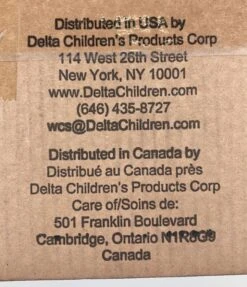 Distributed in USA by
Delta Children's Products Corp
114 West 26th Street
New York, NY 10001
www.DeltaChildren.com
(646) 435-8727
wcs@DeltaChildren.com
Distributed in Canada by
Distribué au Canada près
Delta Children's Products Corp
Care of/Soins de:
501 Franklin Boulevard
Cambridge, Ontario N1R8G9
Canada